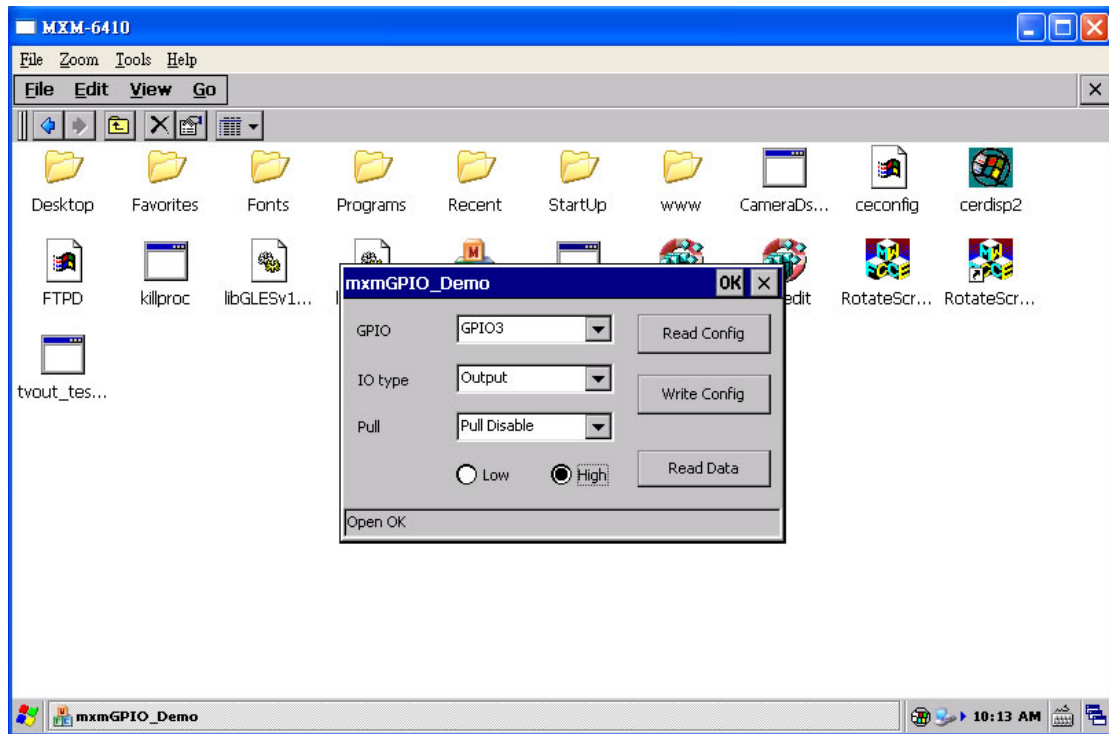 MXM-6410
File Zoom Tools Help
File Edit View Go
Desktop Favorites Fonts Programs Recent StartUp www CameraDs... ceconfig cerdisp2
FTPD killproc libGLESv1... edit RotateScr... RotateScr...
tvout_tes...
mxmGPIO_Demo OK
GPIO GPIO3 Read Config
IO type Output Write Config
Pull Pull Disable
Low High Read Data
Open OK
mxmGPIO_Demo 10:13 AM